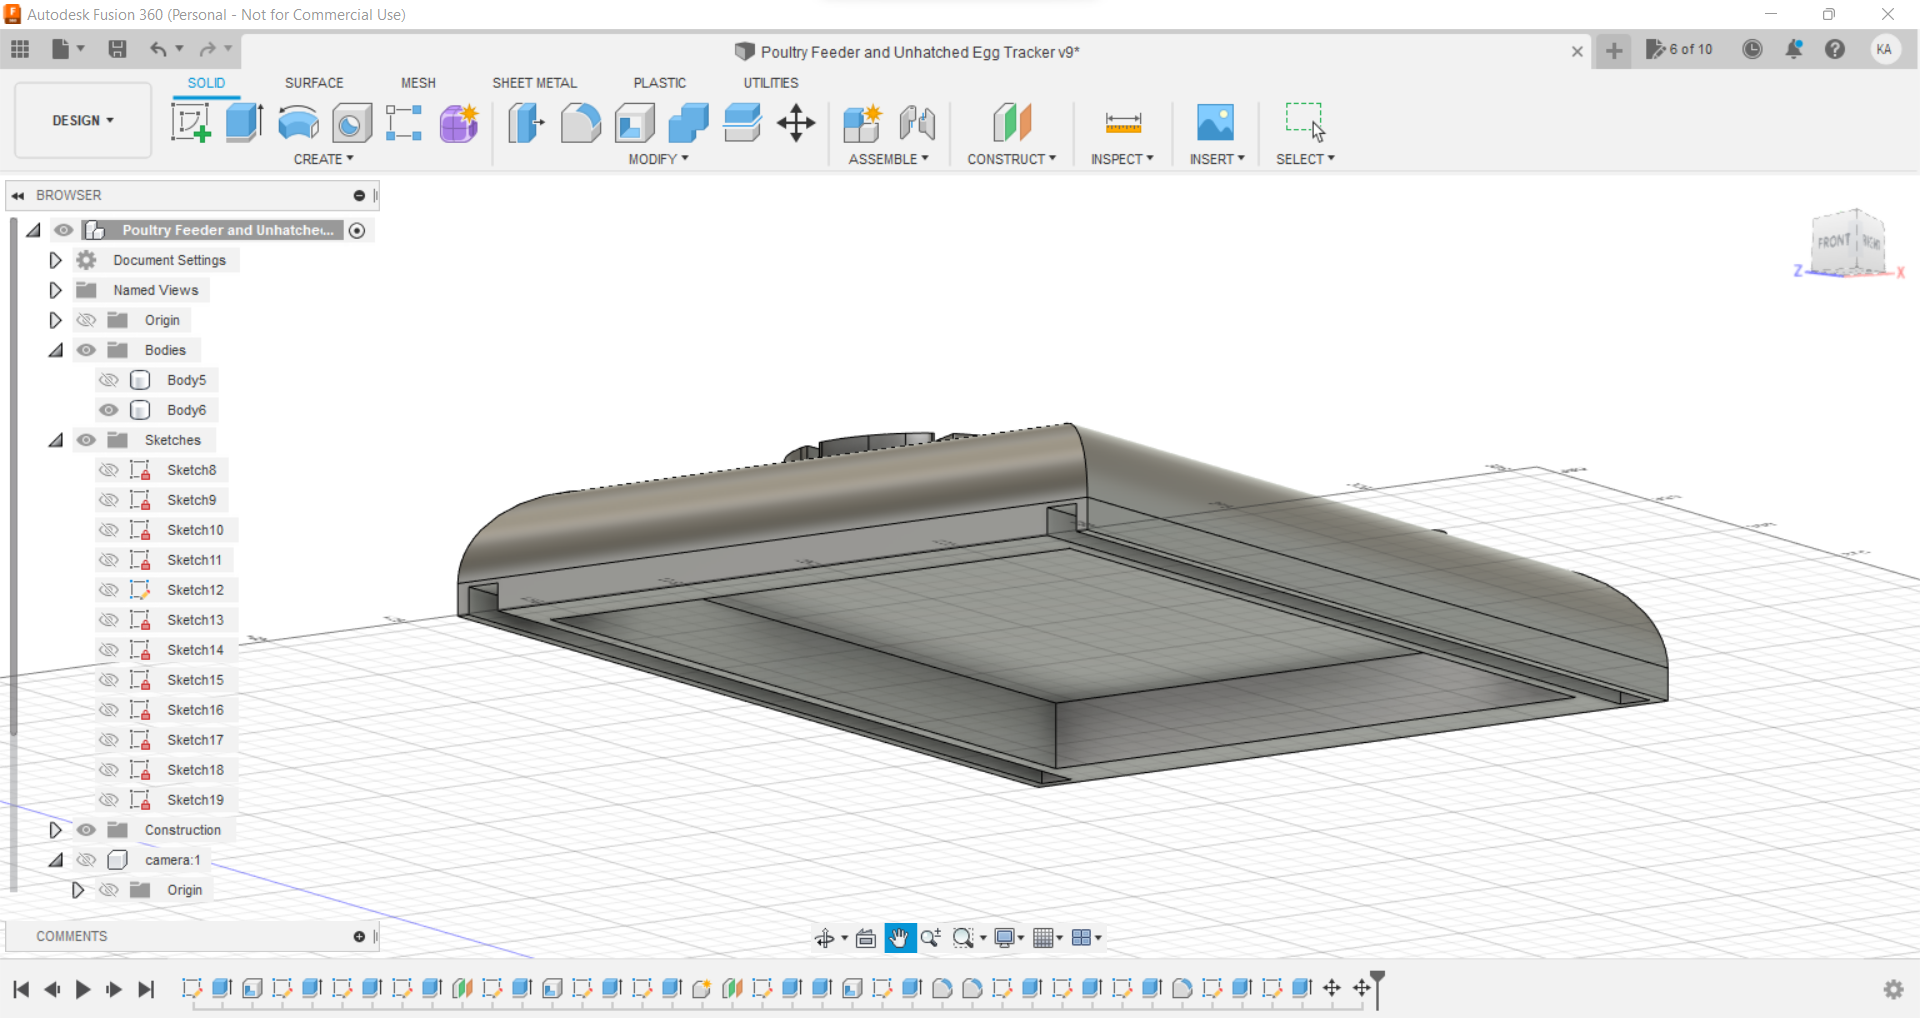 Autodesk Fusion 360 (Personal - Not for Commercial Use)
Poultry Feeder and Unhatched Egg Tracker v9*
6 of 10
KA
SOLID SURFACE MESH SHEET METAL PLASTIC UTILITIES
DESIGN
CREATE MODIFY ASSEMBLE CONSTRUCT INSPECT INSERT SELECT
BROWSER
Poultry Feeder and Unhatche...
Document Settings
Named Views
Origin
Bodies
Body5
Body6
Sketches
Sketch8
Sketch9
Sketch10
Sketch11
Sketch12
Sketch13
Sketch14
Sketch15
Sketch16
Sketch17
Sketch18
Sketch19
Construction
camera:1
Origin
COMMENTS
FRONT RIGHT
Z X